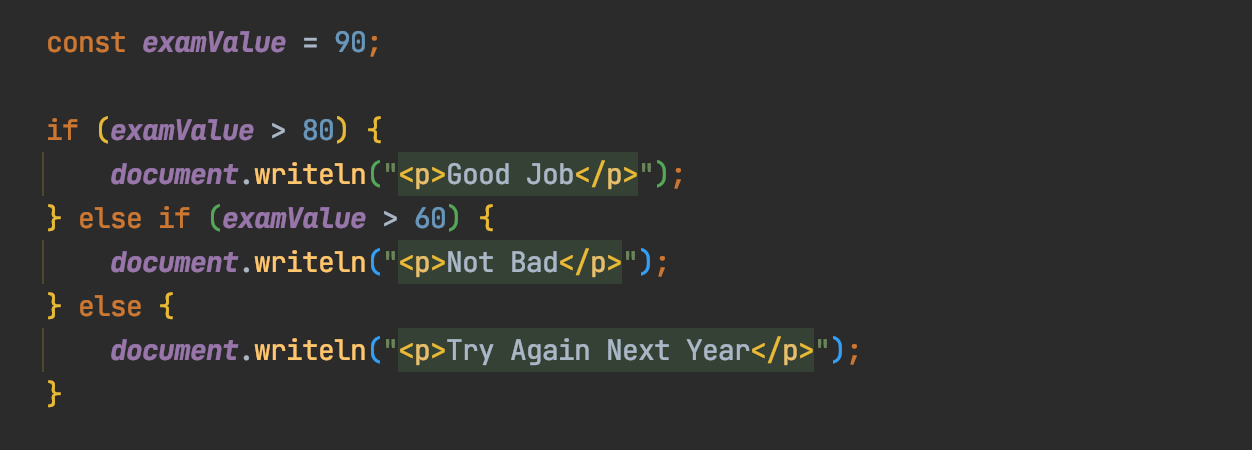 const examValue = 90;

if (examValue > 80) {
    document.writeln("<p>Good Job</p>");
} else if (examValue > 60) {
    document.writeln("<p>Not Bad</p>");
} else {
    document.writeln("<p>Try Again Next Year</p>");
}